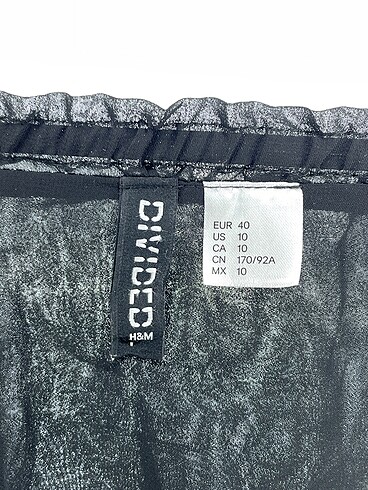 DIVIDED
H&M
EUR 40
US 10
CA 10
CN 170/92A
MX 10